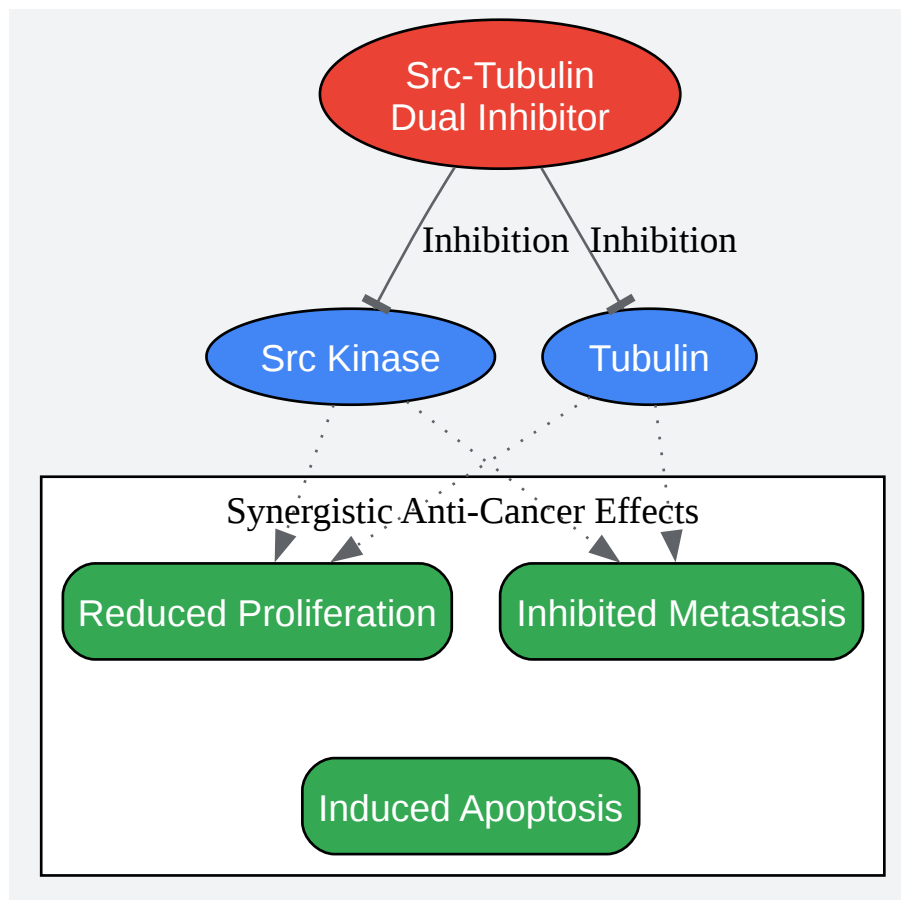 Src-Tubulin
Dual Inhibitor
Inhibition
Inhibition
Src Kinase
Tubulin
Synergistic Anti-Cancer Effects
Reduced Proliferation
Inhibited Metastasis
Induced Apoptosis